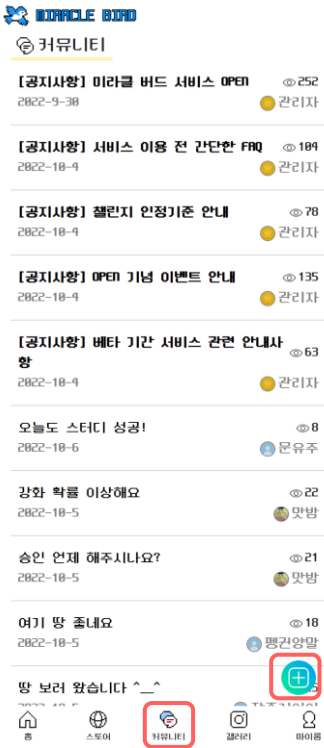 MIRACLE BIRD
커뮤니티
[공지사항] 미라클 버드 서비스 OPEN 252
2022-9-30 관리자
[공지사항] 서비스 이용 전 간단한 FAQ 104
2022-10-4 관리자
[공지사항] 챌린지 인정기준 안내 78
2022-10-4 관리자
[공지사항] OPEN 기념 이벤트 안내 135
2022-10-4 관리자
[공지사항] 베타 기간 서비스 관련 안내사
항 63
2022-10-4 관리자
오늘도 스터디 성공! 8
2022-10-6 문유주
강화 확률 이상해요 22
2022-10-5 맛밤
승인 언제 해주시나요? 21
2022-10-5 맛밤
여기 땅 좋네요 18
2022-10-5 펭귄양말
땅 보러 왔습니다 ^__^
홈 스토어 커뮤니티 갤러리 마이룸